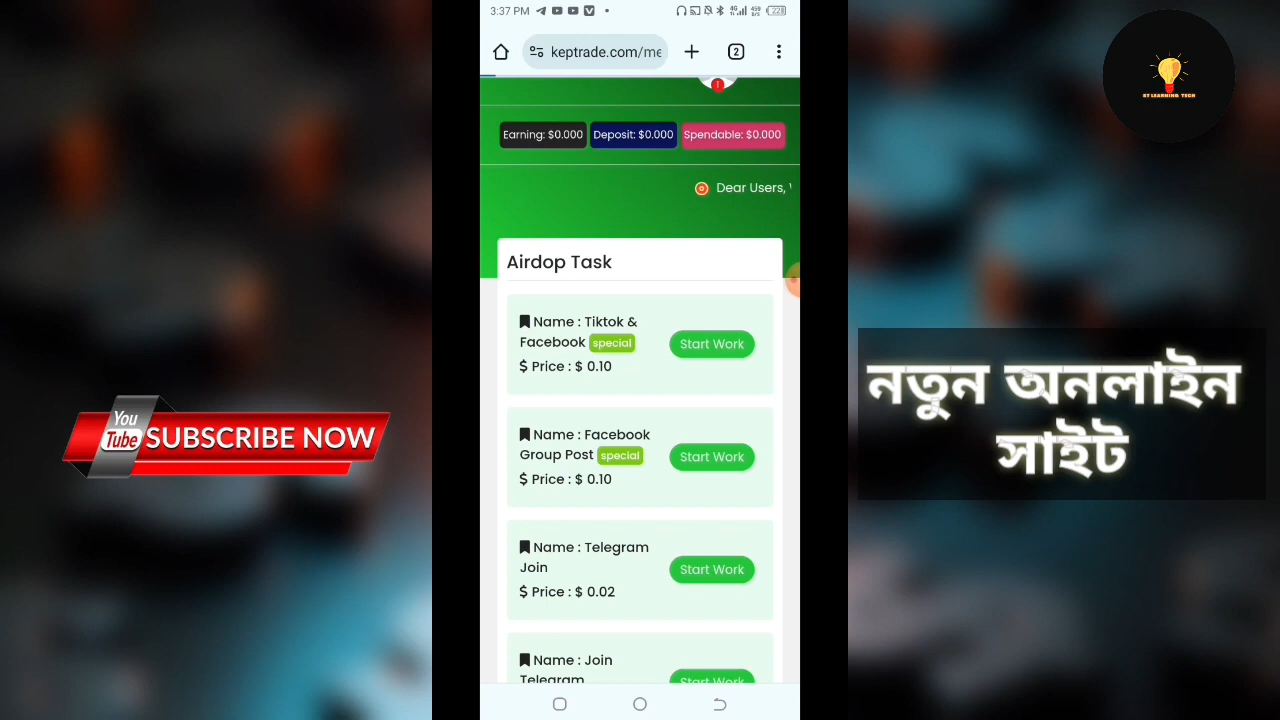 3:37 PM
keptrade.com/me
2
Earning: $0.000
Deposit: $0.000
Spendable: $0.000
Dear Users,
Airdop Task
Name : Tiktok &
Facebook special
$ Price : $ 0.10
Start Work
Name : Facebook
Group Post special
$ Price : $ 0.10
Start Work
Name : Telegram
Join
$ Price : $ 0.02
Start Work
Name : Join
Telegram
Start Work
You
Tube
SUBSCRIBE NOW
নতুন অনলাইন
সাইট